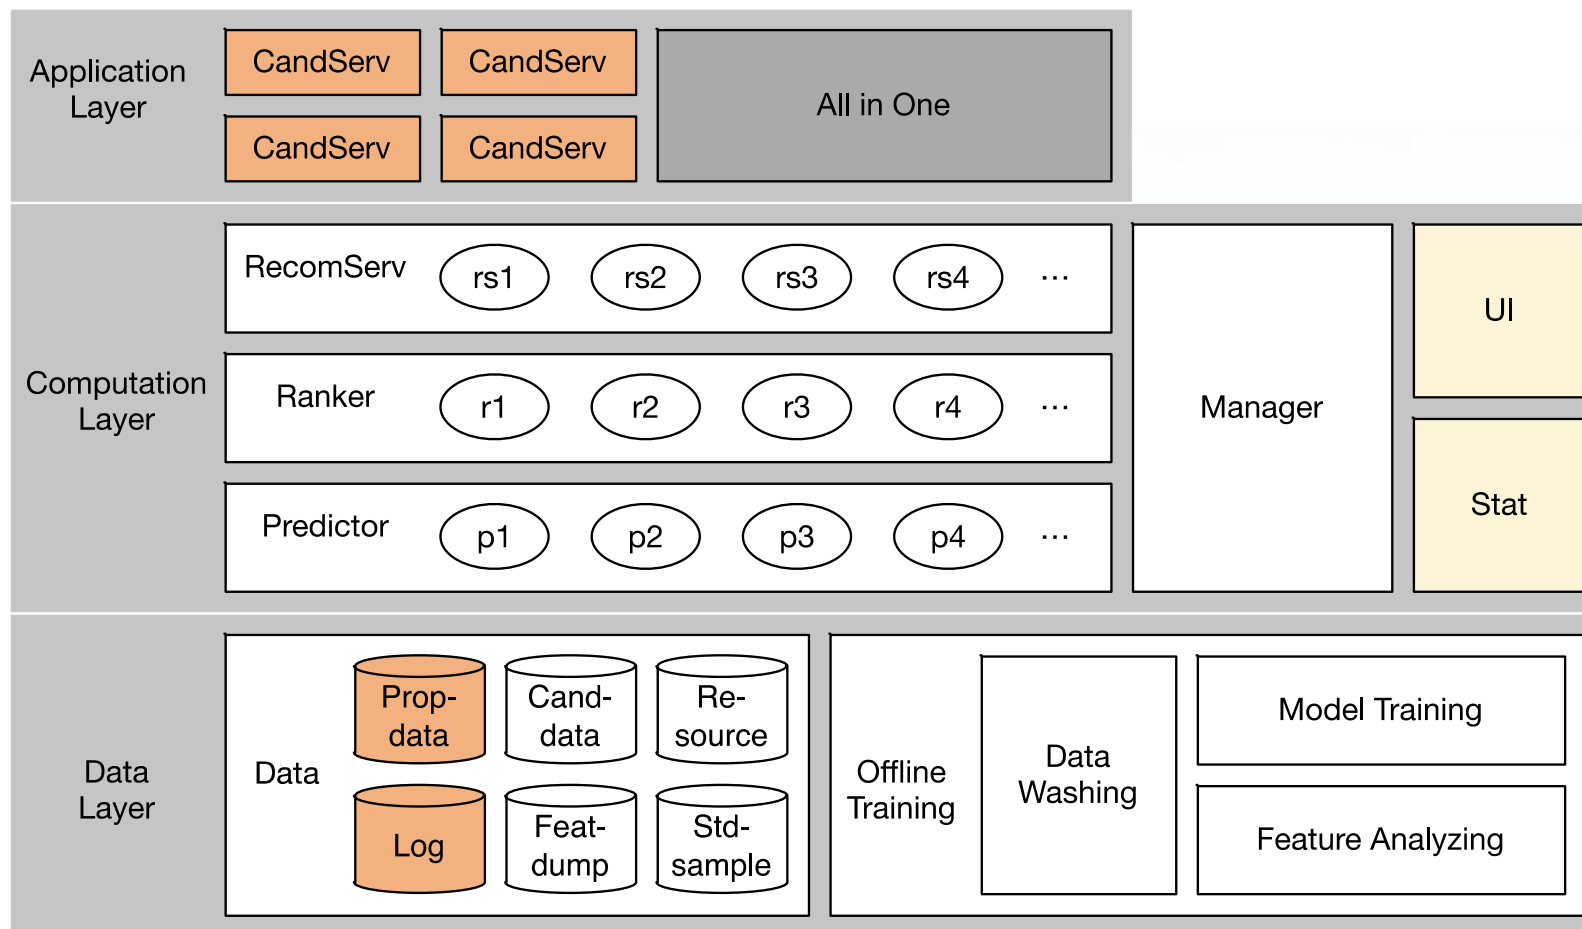 Application
Layer
CandServ
CandServ
CandServ
CandServ
All in One
Computation
Layer
RecomServ
rs1
rs2
rs3
rs4
...
Ranker
r1
r2
r3
r4
...
Predictor
p1
p2
p3
p4
...
Manager
UI
Stat
Data
Layer
Data
Prop-
data
Cand-
data
Re-
source
Log
Feat-
dump
Std-
sample
Offline
Training
Data
Washing
Model Training
Feature Analyzing